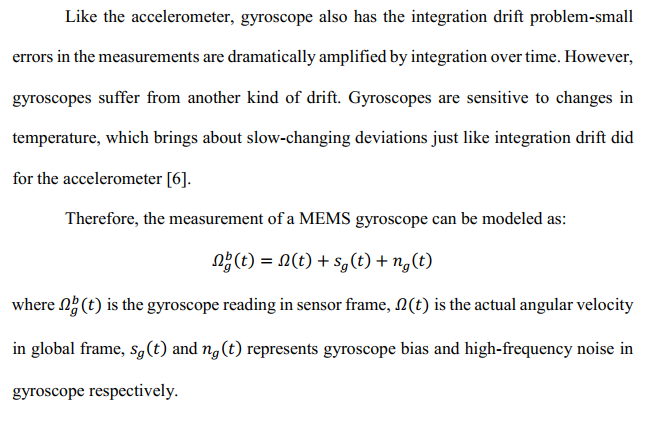 Like the accelerometer, gyroscope also has the integration drift problem-small
errors in the measurements are dramatically amplified by integration over time. However,
gyroscopes suffer from another kind of drift. Gyroscopes are sensitive to changes in
temperature, which brings about slow-changing deviations just like integration drift did
for the accelerometer [6].
Therefore, the measurement of a MEMS gyroscope can be modeled as:
𝛺_g^b(t) = 𝛺(t) + s_g(t) + n_g(t)
where 𝛺_g^b(t) is the gyroscope reading in sensor frame, 𝛺(t) is the actual angular velocity
in global frame, s_g(t) and n_g(t) represents gyroscope bias and high-frequency noise in
gyroscope respectively.